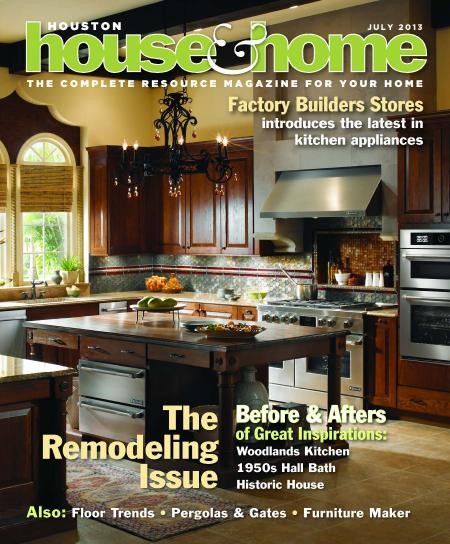 HOUSTON
JULY 2013
house&home
THE COMPLETE RESOURCE MAGAZINE FOR YOUR HOME
Factory Builders Stores
introduces the latest in
kitchen appliances
The
Remodeling
Issue
Before & Afters
of Great Inspirations:
Woodlands Kitchen
1950s Hall Bath
Historic House
Also: Floor Trends • Pergolas & Gates • Furniture Maker